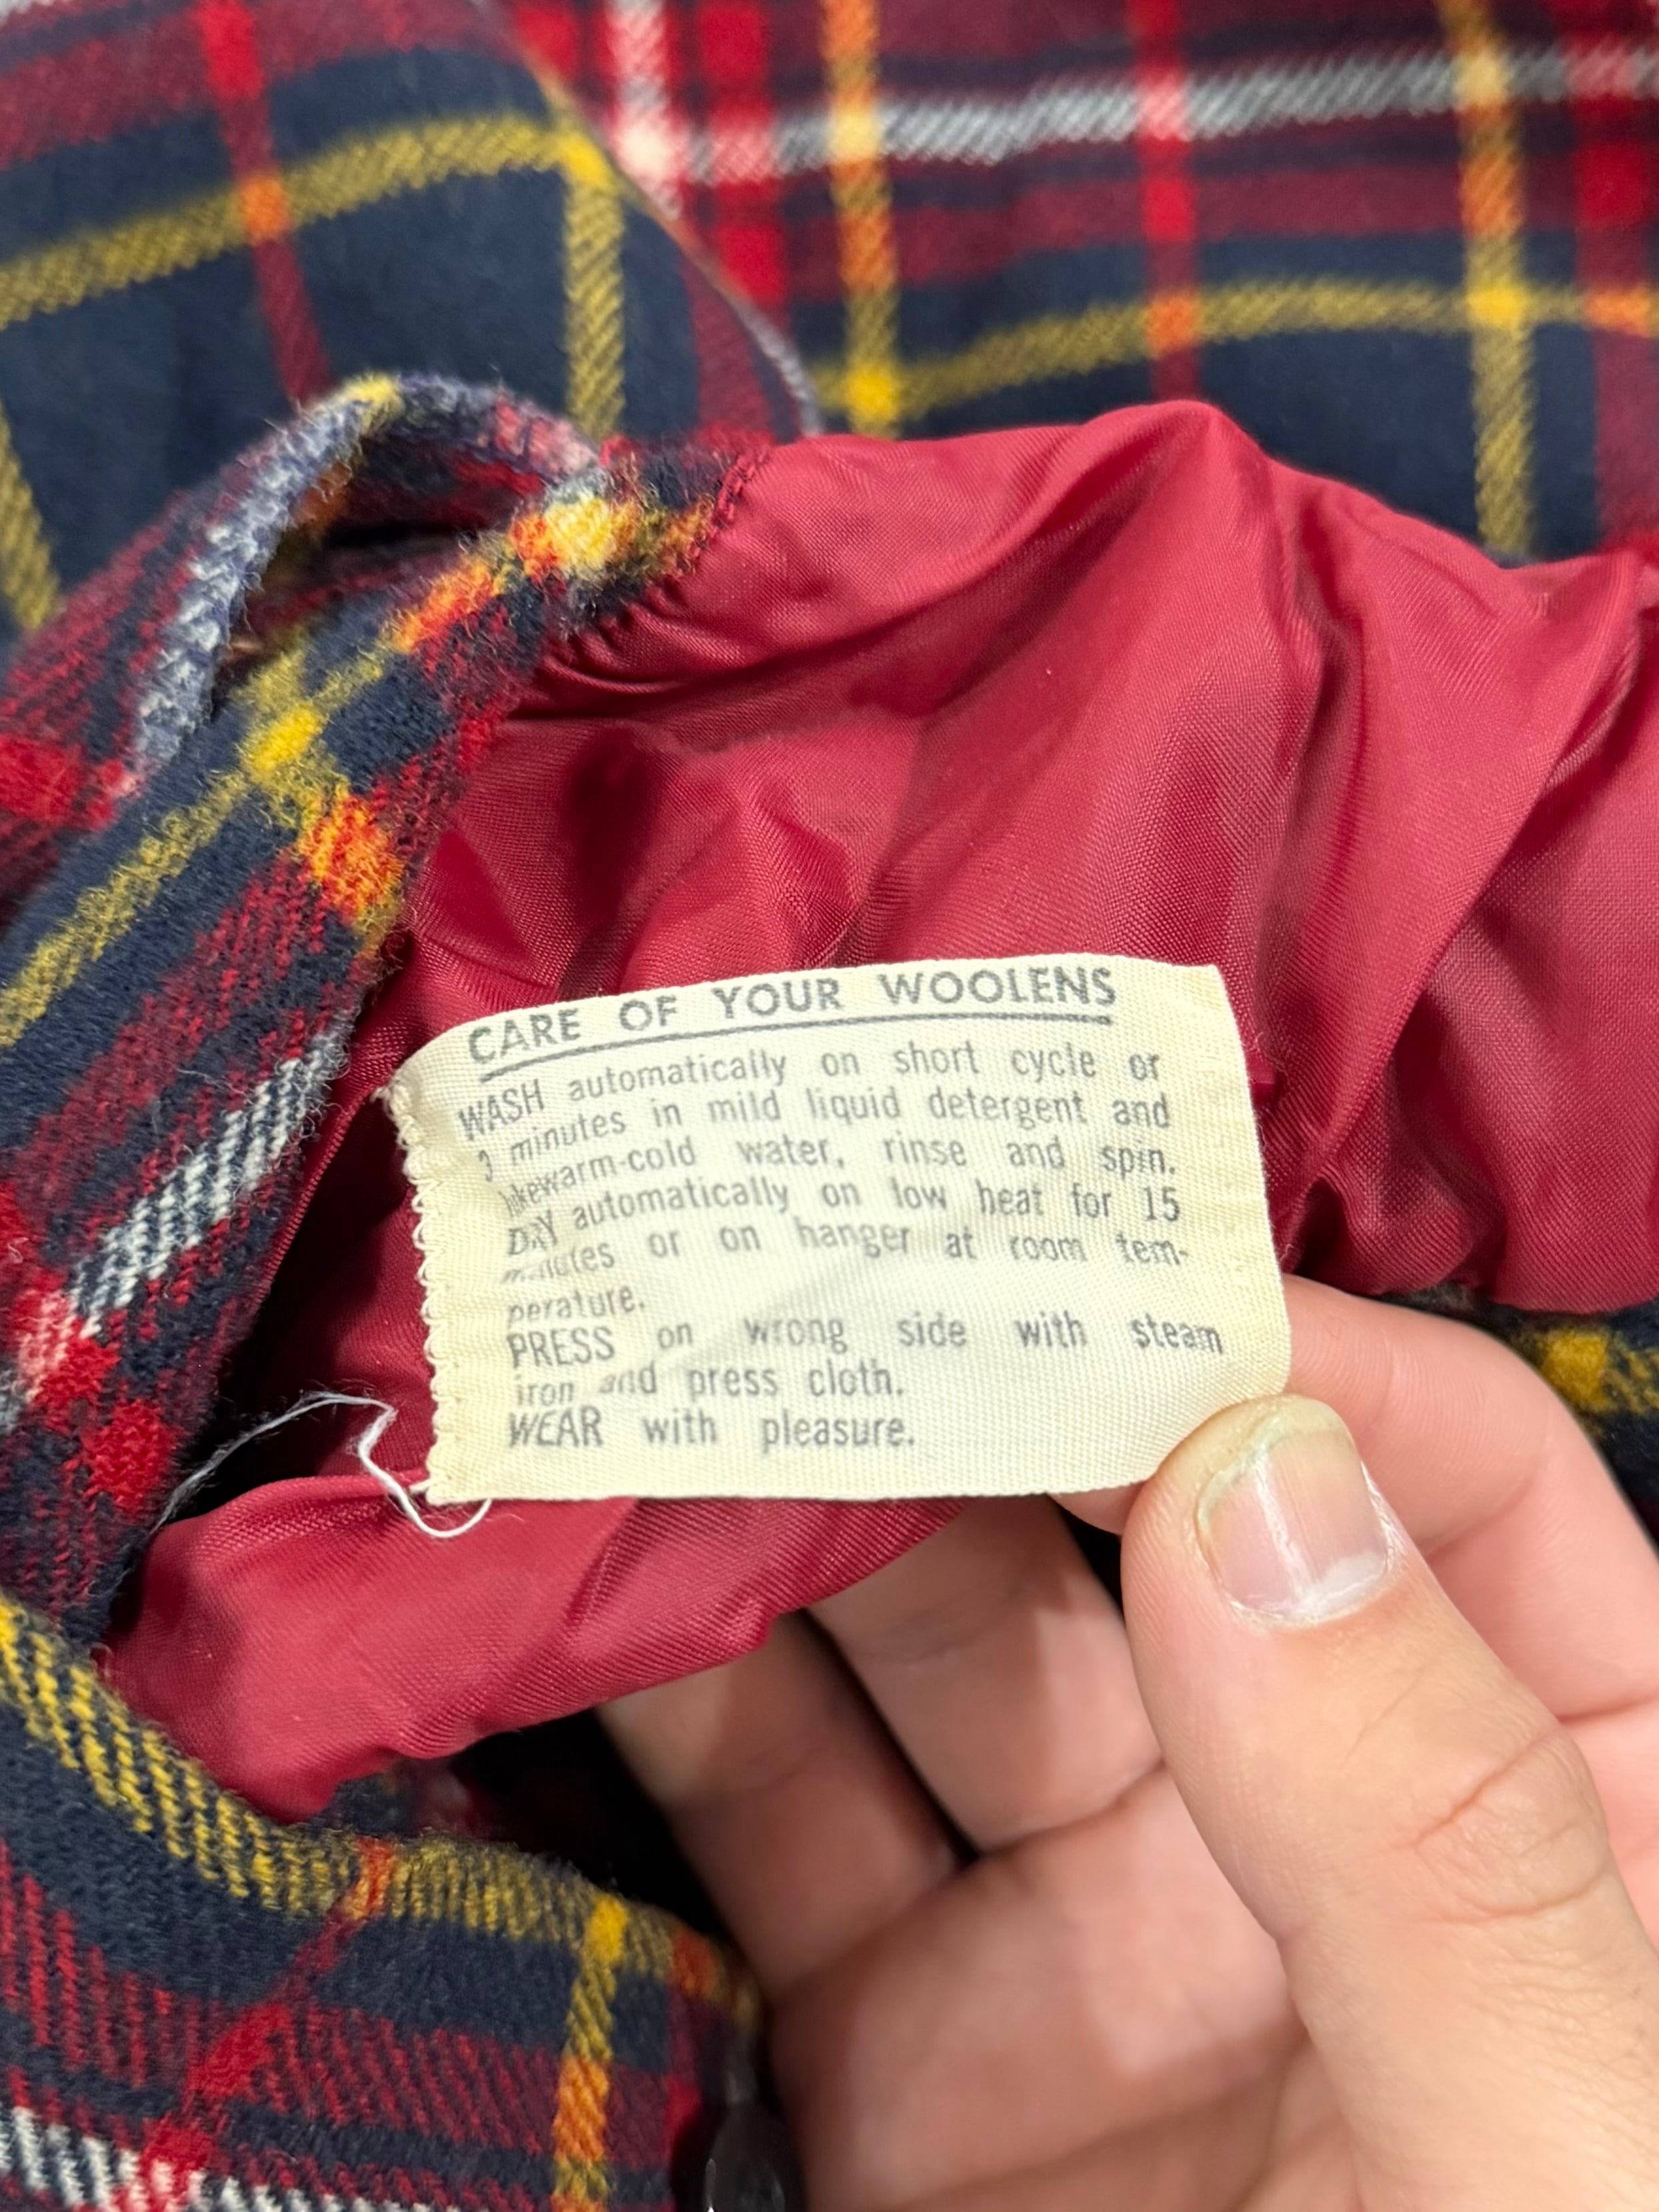 CARE OF YOUR WOOLENS
WASH automatically on short cycle or
3 minutes in mild liquid detergent and
lukewarm-cold water, rinse and spin.
DRY automatically on low heat for 15
minutes or on hanger at room tem-
perature.
PRESS on wrong side with steam
iron and press cloth.
WEAR with pleasure.